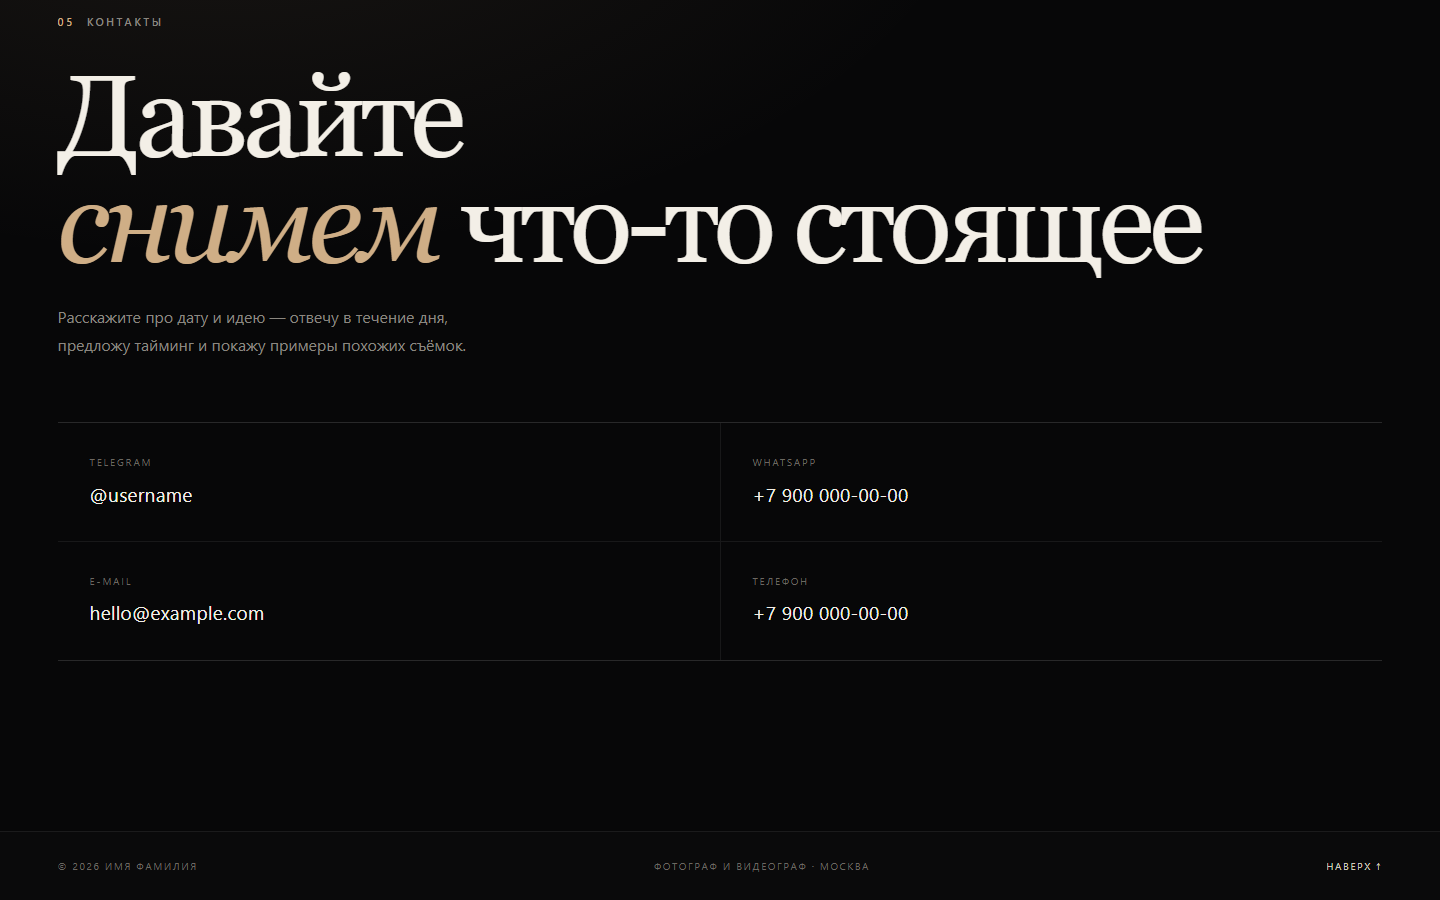 05 КОНТАКТЫ
Давайте
снимем что-то стоящее
Расскажите про дату и идею — отвечу в течение дня,
предложу тайминг и покажу примеры похожих съёмок.
TELEGRAM
@username
WHATSAPP
+7 900 000-00-00
E-MAIL
hello@example.com
ТЕЛЕФОН
+7 900 000-00-00
© 2026 ИМЯ ФАМИЛИЯ
ФОТОГРАФ И ВИДЕОГРАФ · МОСКВА
НАВЕРХ ↑